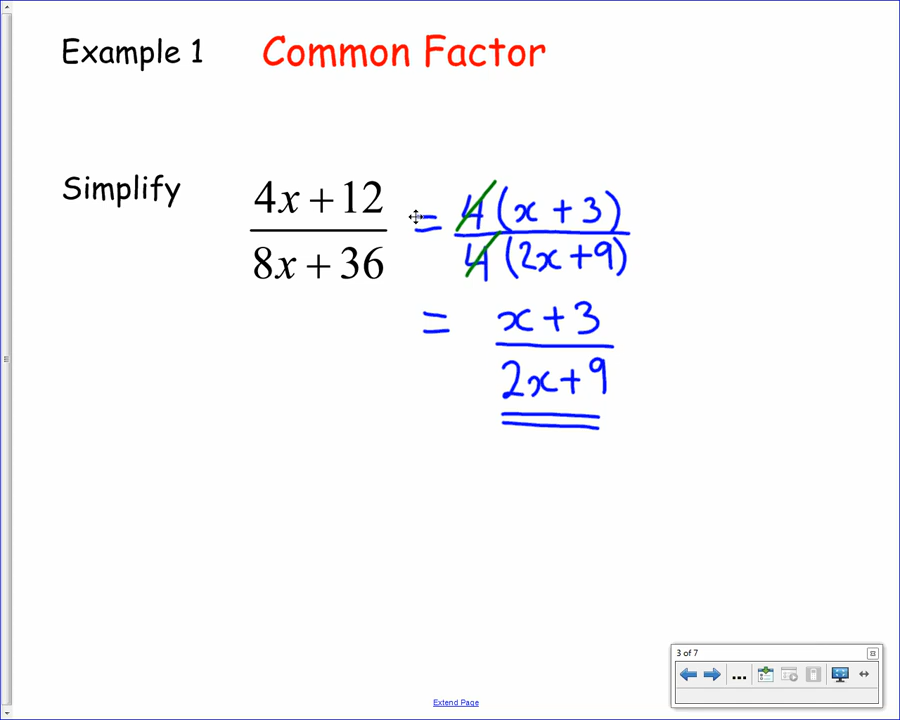 Example 1 Common Factor
Simplify
4x + 12
8x + 36
= 4(x + 3)
4(2x + 9)
= x + 3
2x + 9
3 of 7
...
Extend Page